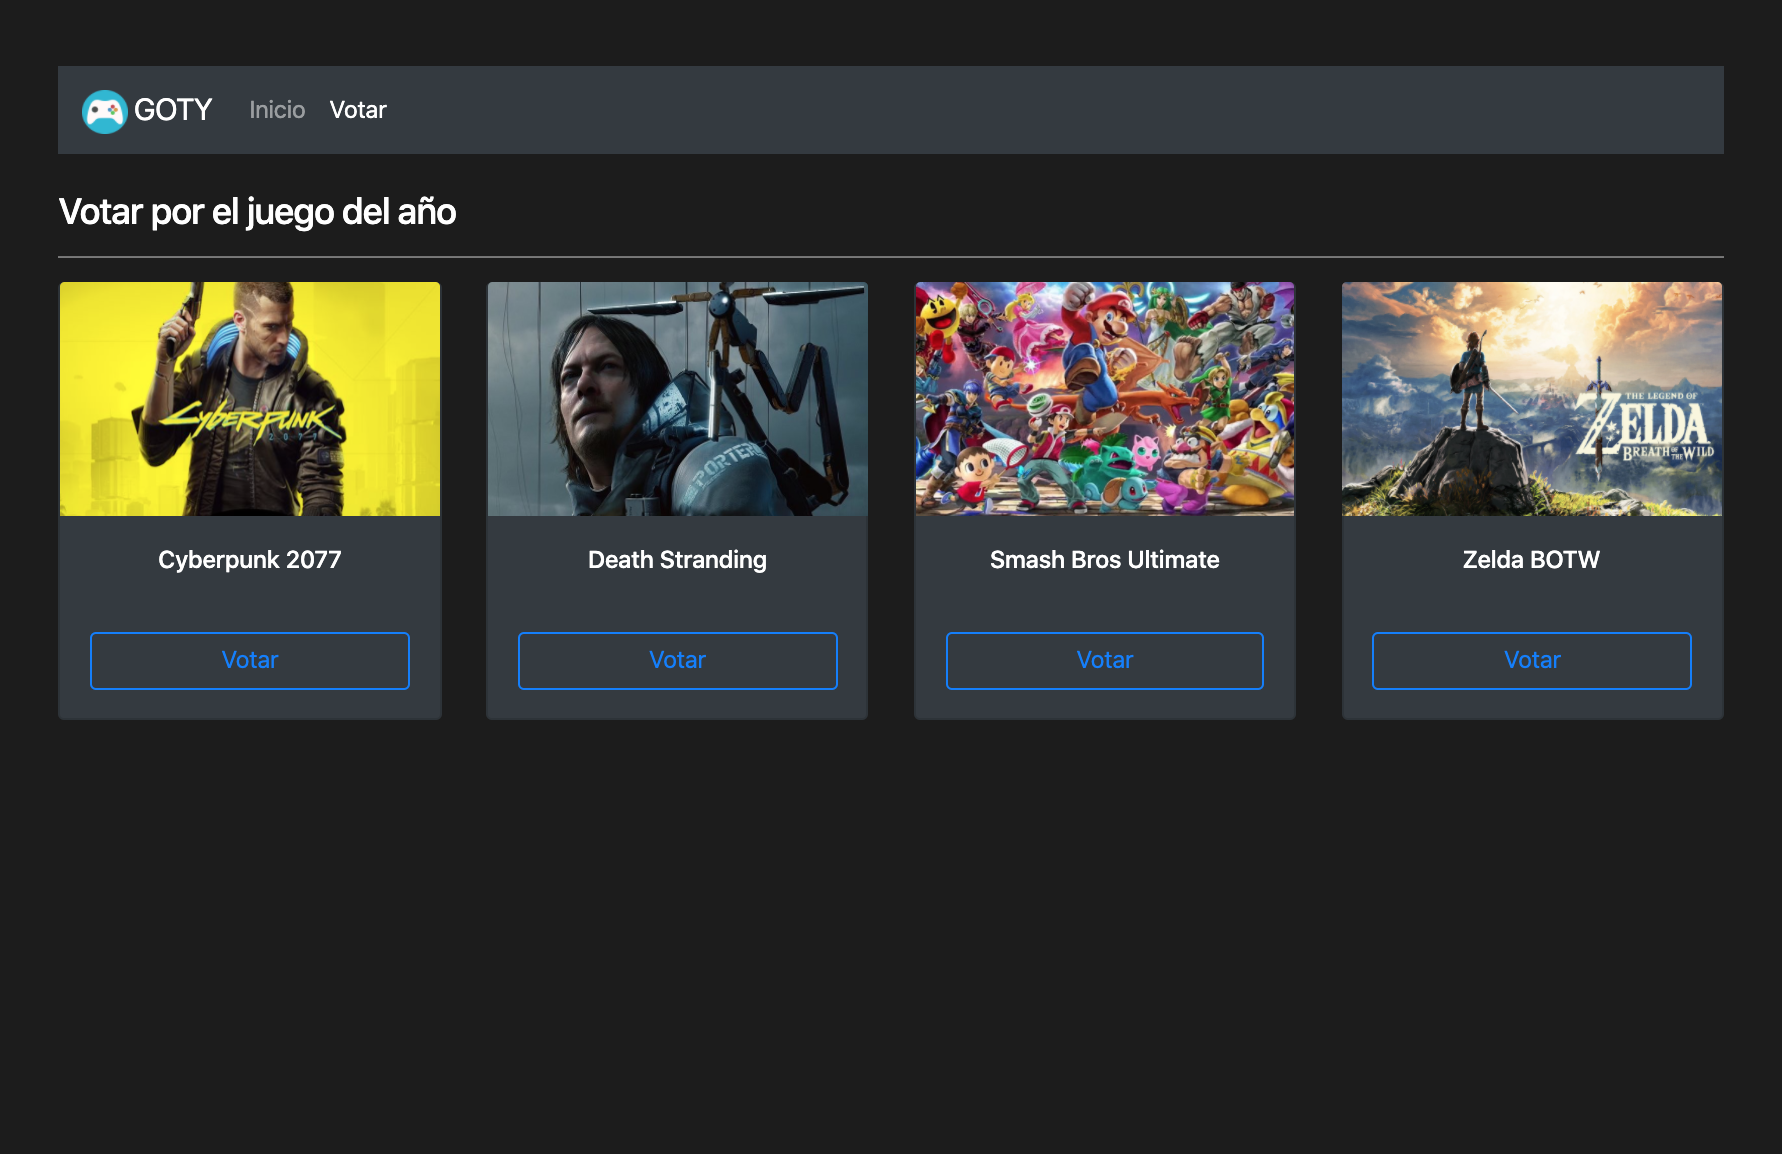 GOTY Inicio Votar
Votar por el juego del año
CYBERPUNK
2077
PORTER
THE LEGEND OF
ZELDA
BREATH OF THE WILD
Cyberpunk 2077
Death Stranding
Smash Bros Ultimate
Zelda BOTW
Votar
Votar
Votar
Votar